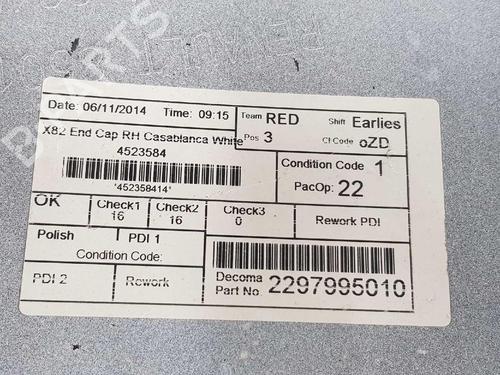 Date: 06/11/2014 Time: 09:15
Team RED Shift Earlies
Pos 3 Ct Code oZD
X82 End Cap RH Casablanca White
4523584
*452358414*
Condition Code 1
PacOp: 22
OK Check1 16 Check2 16 Check3 0 Rework PDI
Polish PDI 1
Condition Code:
PDI 2 Rework
Decoma Part No. 2297995010